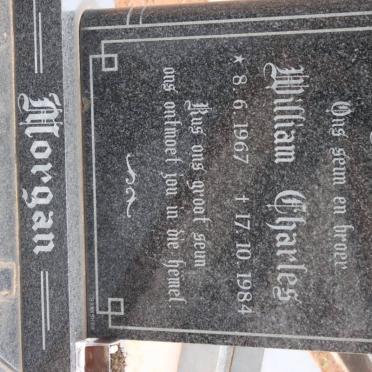 Ons seun en broer
William Charles
★ 8. 6. 1967 ✝ 17. 10. 1984
Rus ons groot seun
ons ontmoet jou in die hemel
Morgan